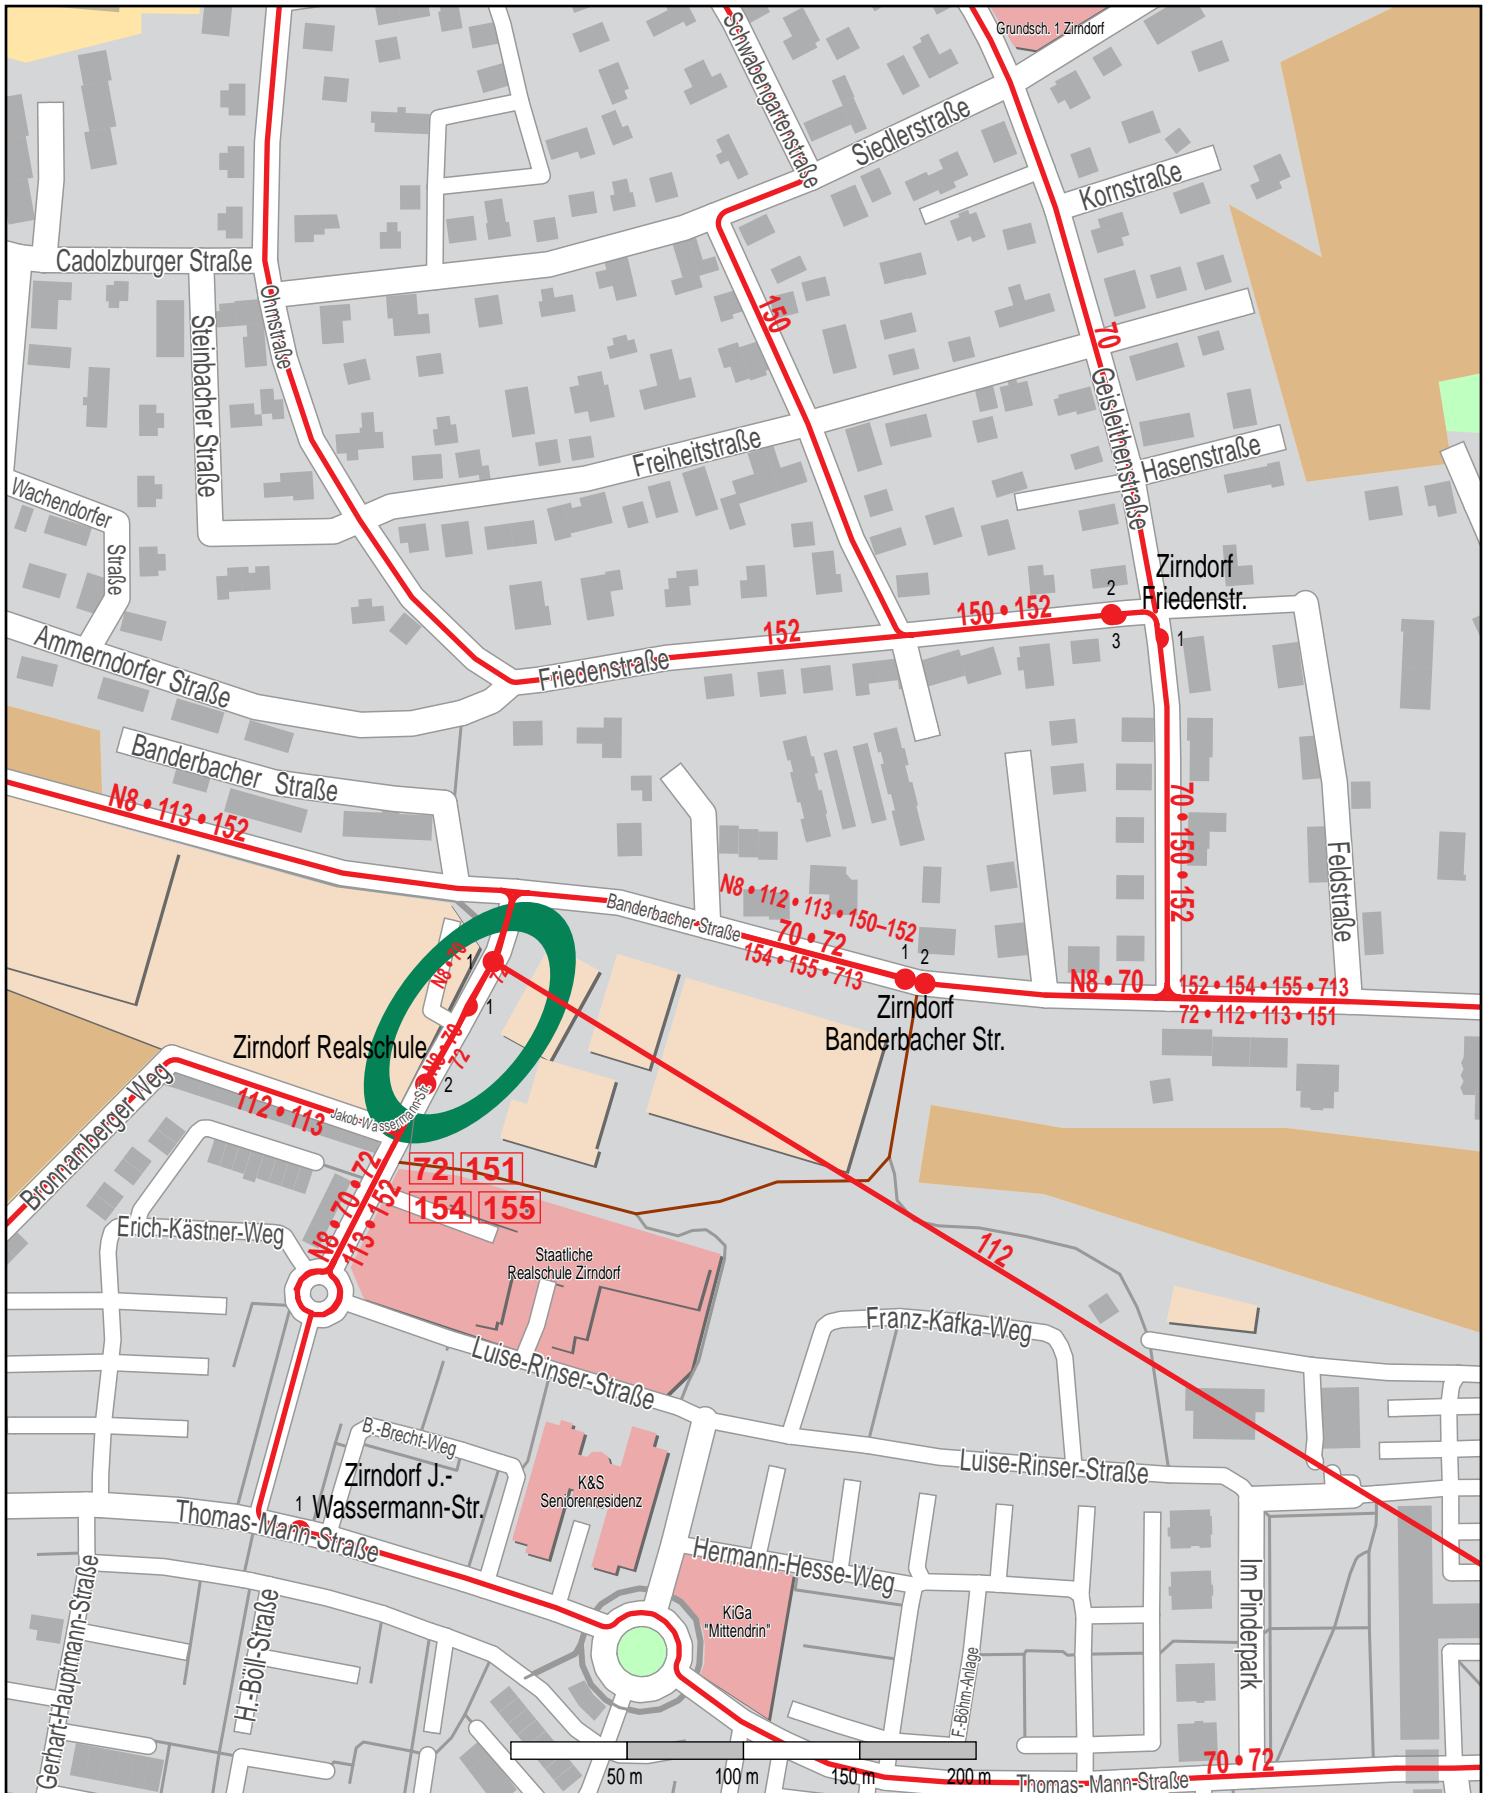 Grundsch. 1 Zirndorf
Schwabengartenstraße
Siedlerstraße
Kornstraße
Cadolzburger Straße
Ohmstraße
150
70
Steinbacher Straße
Geisleithenstraße
Freiheitstraße
Hasenstraße
Wachendorfer
Straße
Zirndorf
Friedenstr.
2
3
1
150 • 152
152
Friedenstraße
Ammerndorfer Straße
Banderbacher Straße
N8 • 113 • 152
70 • 150 • 152
Feldstraße
N8 • 112 • 113 • 150–152
Banderbacher Straße
70 • 72
154 • 155 • 713
1 2
N8 • 70
152 • 154 • 155 • 713
72 • 112 • 113 • 151
Zirndorf
Banderbacher Str.
N8 • 70
1
72
1
Zirndorf Realschule
N8 • 70
72
2
Bronnamberger-Weg
112 • 113
Jakob-Wassermann-Str.
72 151
154 155
N8 • 70 • 72
113 • 152
Erich-Kästner-Weg
Staatliche
Realschule Zirndorf
112
Franz-Kafka-Weg
Luise-Rinser-Straße
B.-Brecht-Weg
Luise-Rinser-Straße
Zirndorf J.-
Wassermann-Str.
1
K&S
Seniorenresidenz
Thomas-Mann-Straße
Hermann-Hesse-Weg
Im Pinderpark
Gerhart-Hauptmann-Straße
H.-Böll-Straße
KiGa
"Mittendrin"
F.-Böhm-Anlage
50 m 100 m 150 m 200 m
70 • 72
Thomas- Mann-Straße